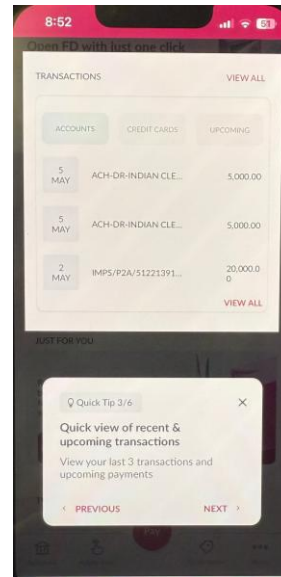 8:52
51
Open FD with just one click
TRANSACTIONS
VIEW ALL
ACCOUNTS
CREDIT CARDS
UPCOMING
5
MAY
ACH-DR-INDIAN CLE...
5,000.00
5
MAY
ACH-DR-INDIAN CLE...
5,000.00
2
MAY
IMPS/P2A/51221391...
20,000.0
0
VIEW ALL
JUST FOR YOU
Quick Tip 3/6
Quick view of recent &
upcoming transactions
View your last 3 transactions and
upcoming payments
PREVIOUS
NEXT
Pay